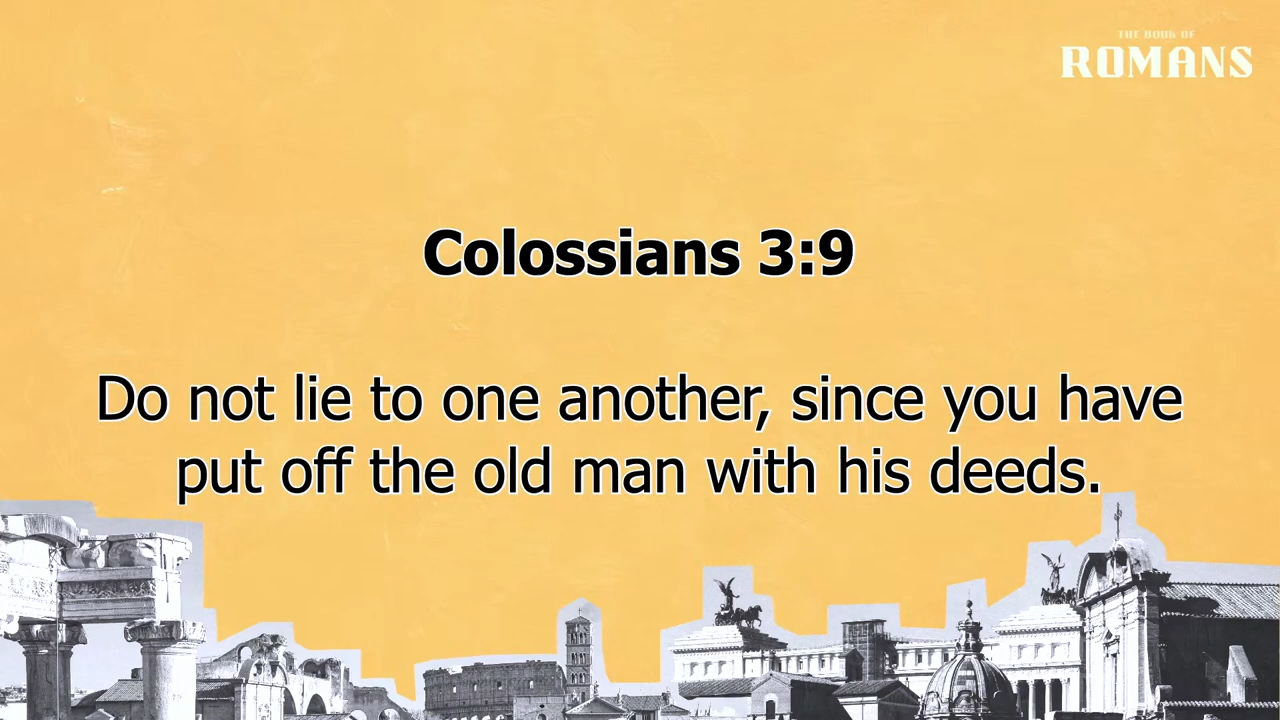 THE BOOK OF
ROMANS
Colossians 3:9
Do not lie to one another, since you have
put off the old man with his deeds.